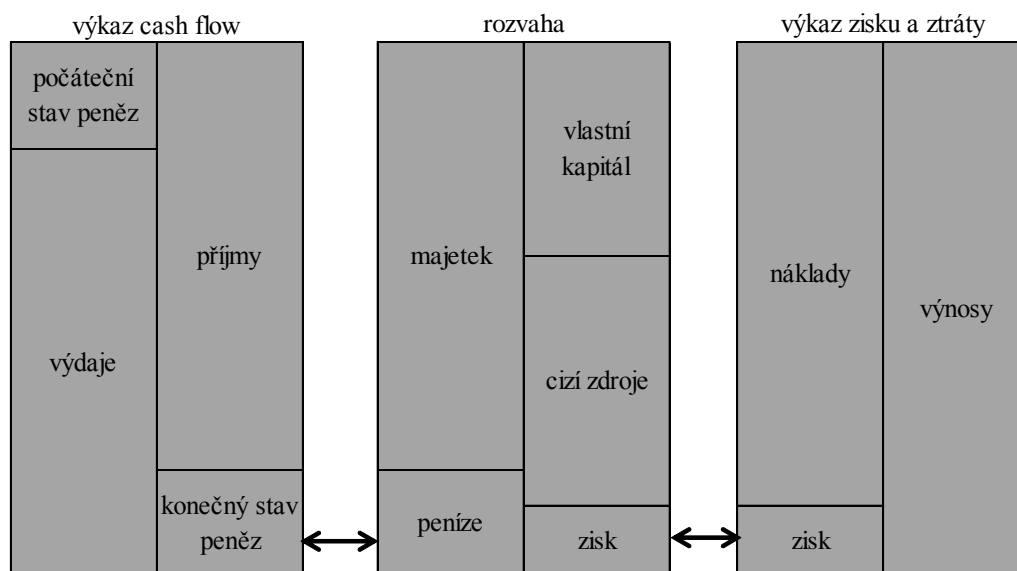 výkaz cash flow
počáteční
stav peněz
výdaje
příjmy
konečný stav
peněz
rozvaha
majetek
peníze
vlastní
kapitál
cizí zdroje
zisk
výkaz zisku a ztráty
náklady
zisk
výnosy